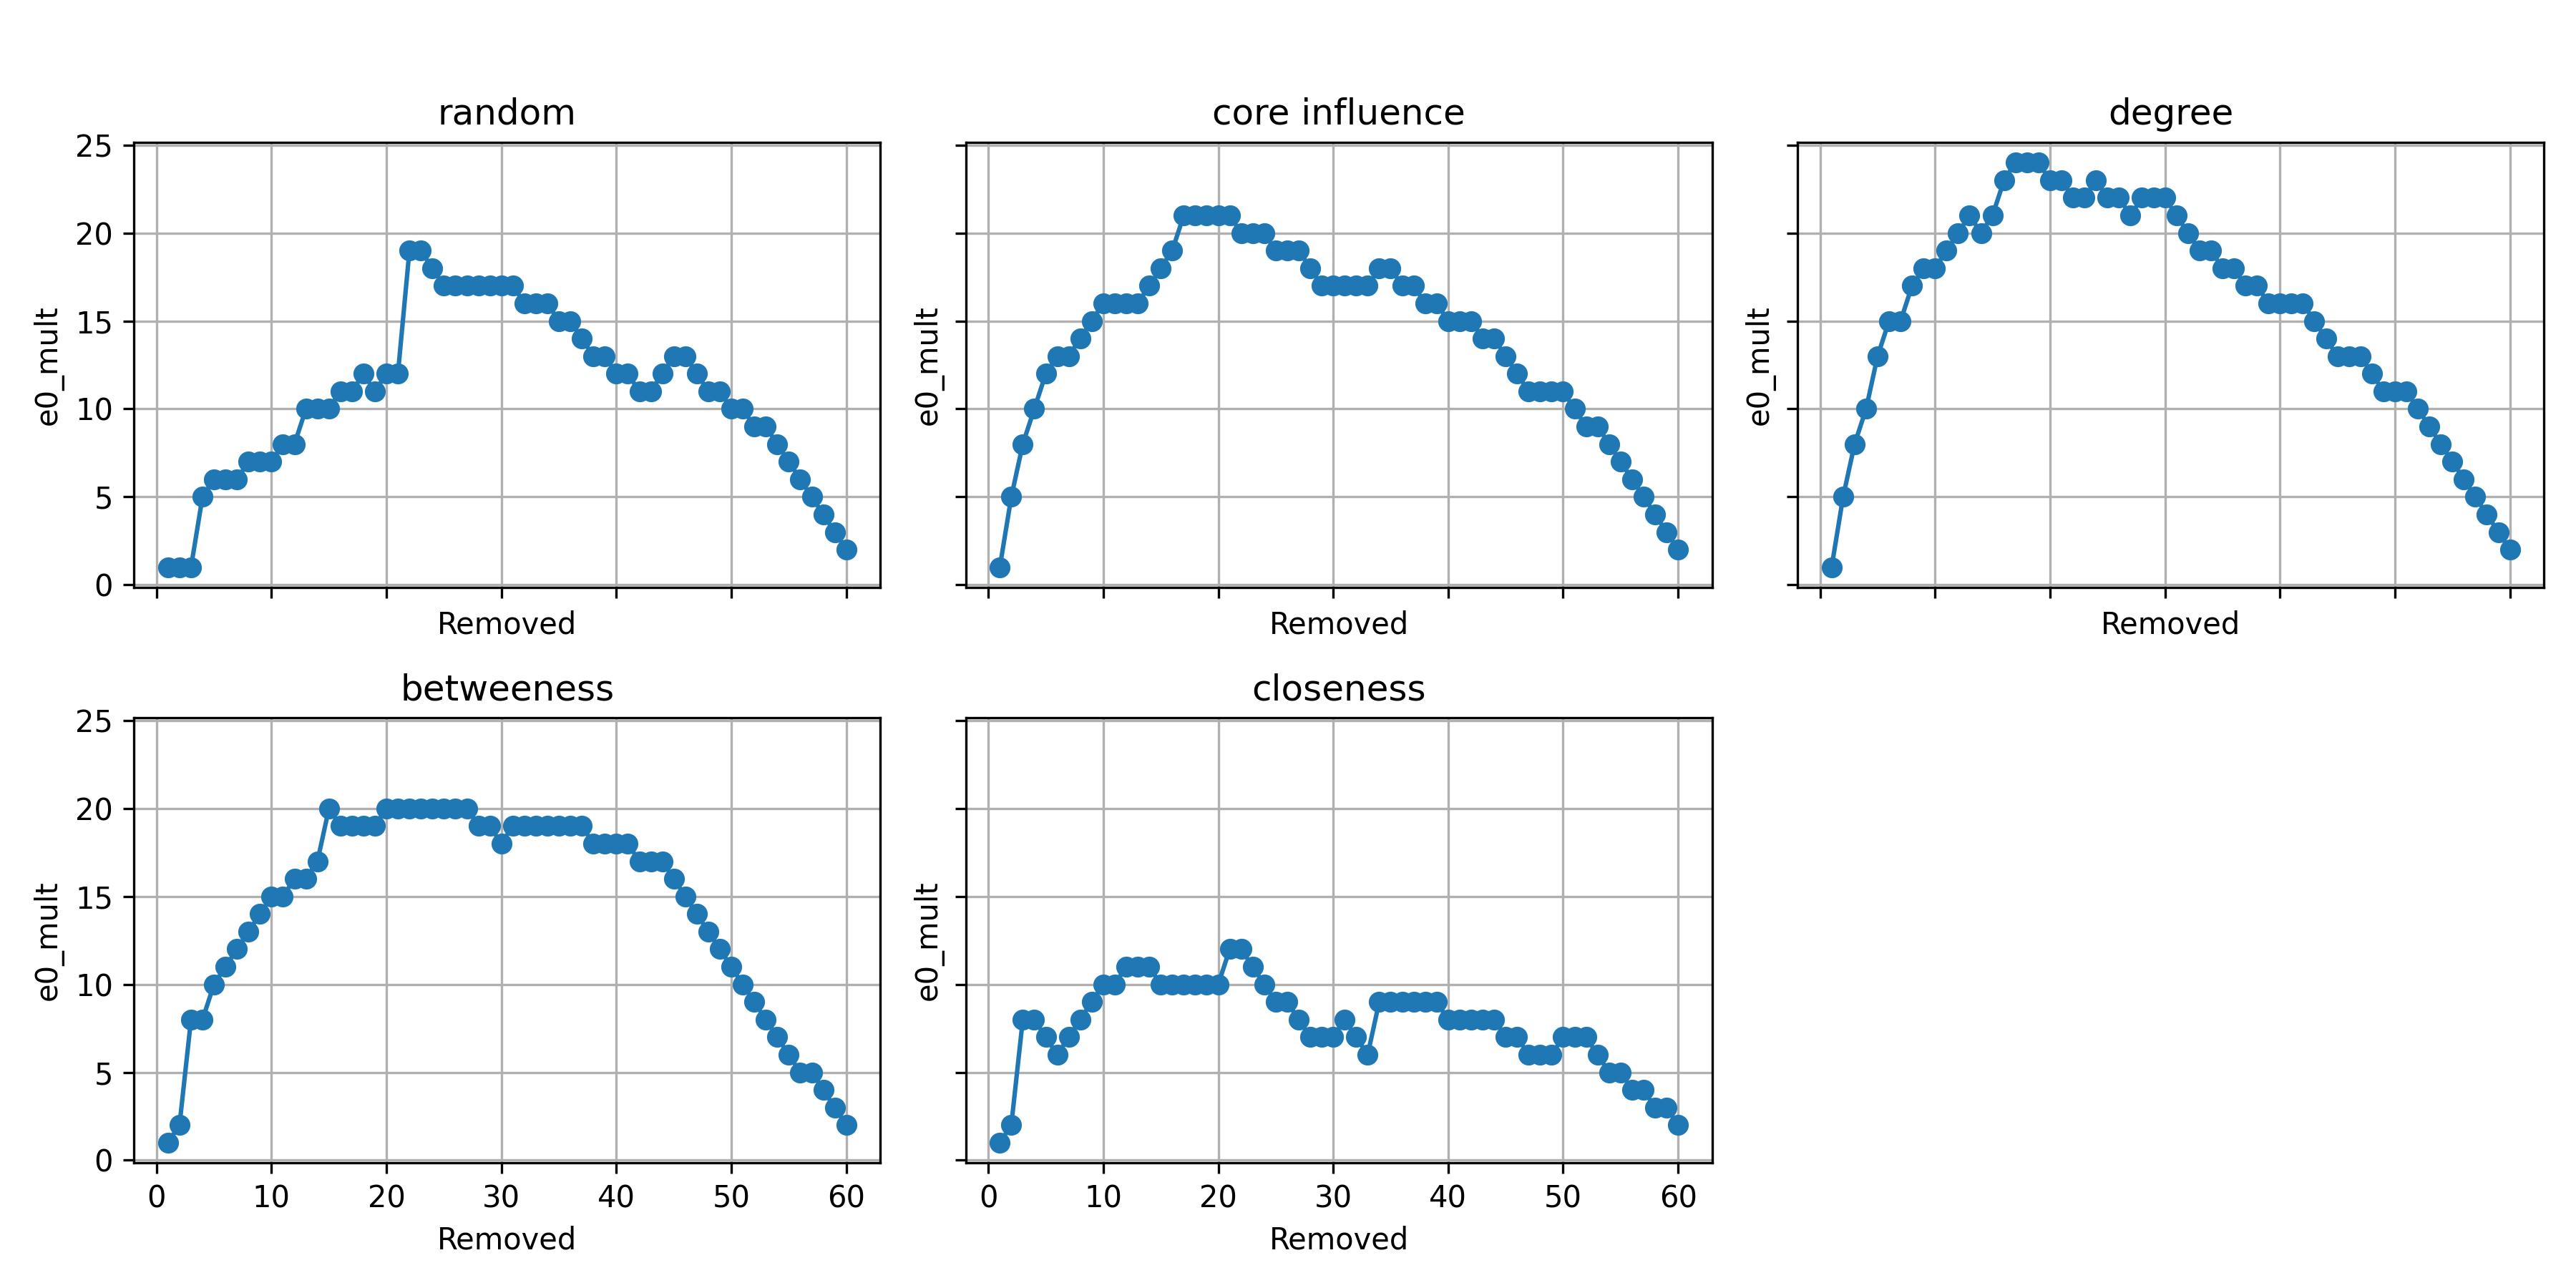 random
core influence
degree
25
20
15
10
5
0
e0_mult
e0_mult
e0_mult
Removed
Removed
Removed
betweeness
closeness
25
20
15
10
5
0
e0_mult
e0_mult
0 10 20 30 40 50 60
0 10 20 30 40 50 60
Removed
Removed